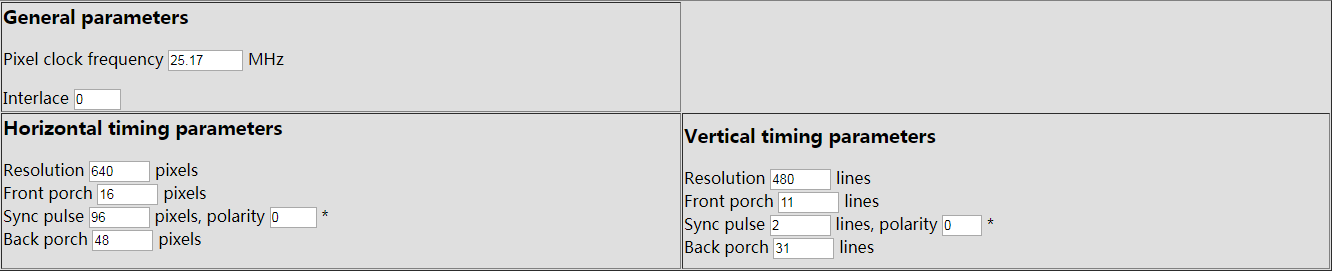 General parameters
Pixel clock frequency 25.17 MHz
Interlace 0
Horizontal timing parameters
Resolution 640 pixels
Front porch 16 pixels
Sync pulse 96 pixels, polarity 0 *
Back porch 48 pixels
Vertical timing parameters
Resolution 480 lines
Front porch 11 lines
Sync pulse 2 lines, polarity 0 *
Back porch 31 lines